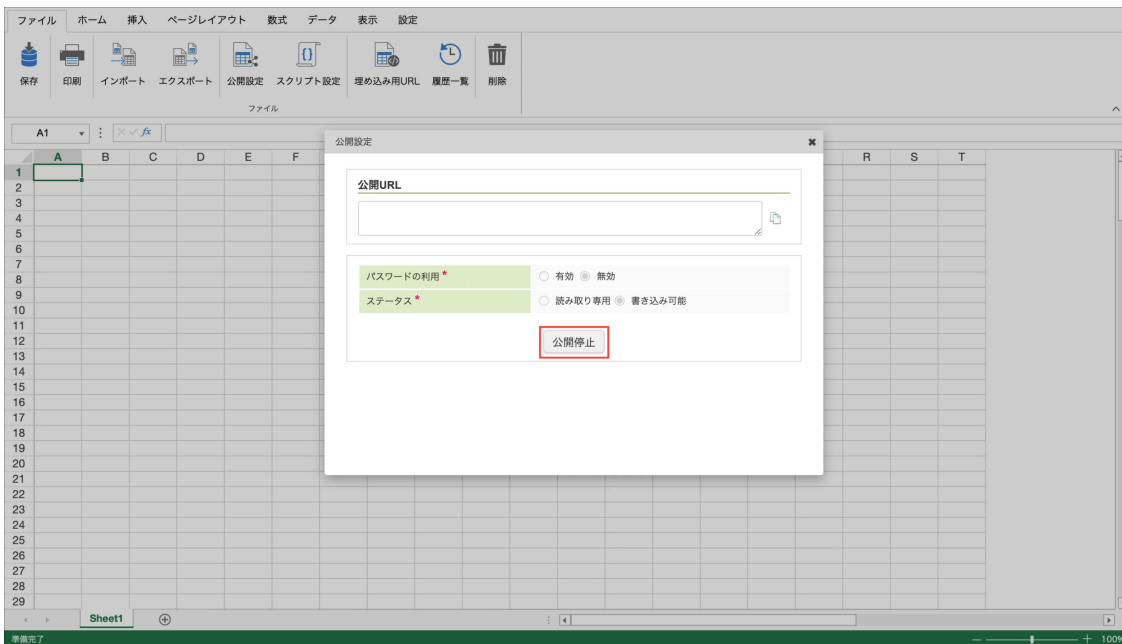 ファイル ホーム 挿入 ページレイアウト 数式 データ 表示 設定
保存 印刷 インポート エクスポート 公開設定 スクリプト設定 埋め込み用URL 履歴一覧 削除
ファイル
A1 fx
公開設定
A B C D E F R S T
1
2
公開URL
3
4
5
6
7
8
パスワードの利用* 有効 無効
9
ステータス* 読み取り専用 書き込み可能
10
11
12
公開停止
13
14
15
16
17
18
19
20
21
22
23
24
25
26
27
28
29
Sheet1
準備完了 100%